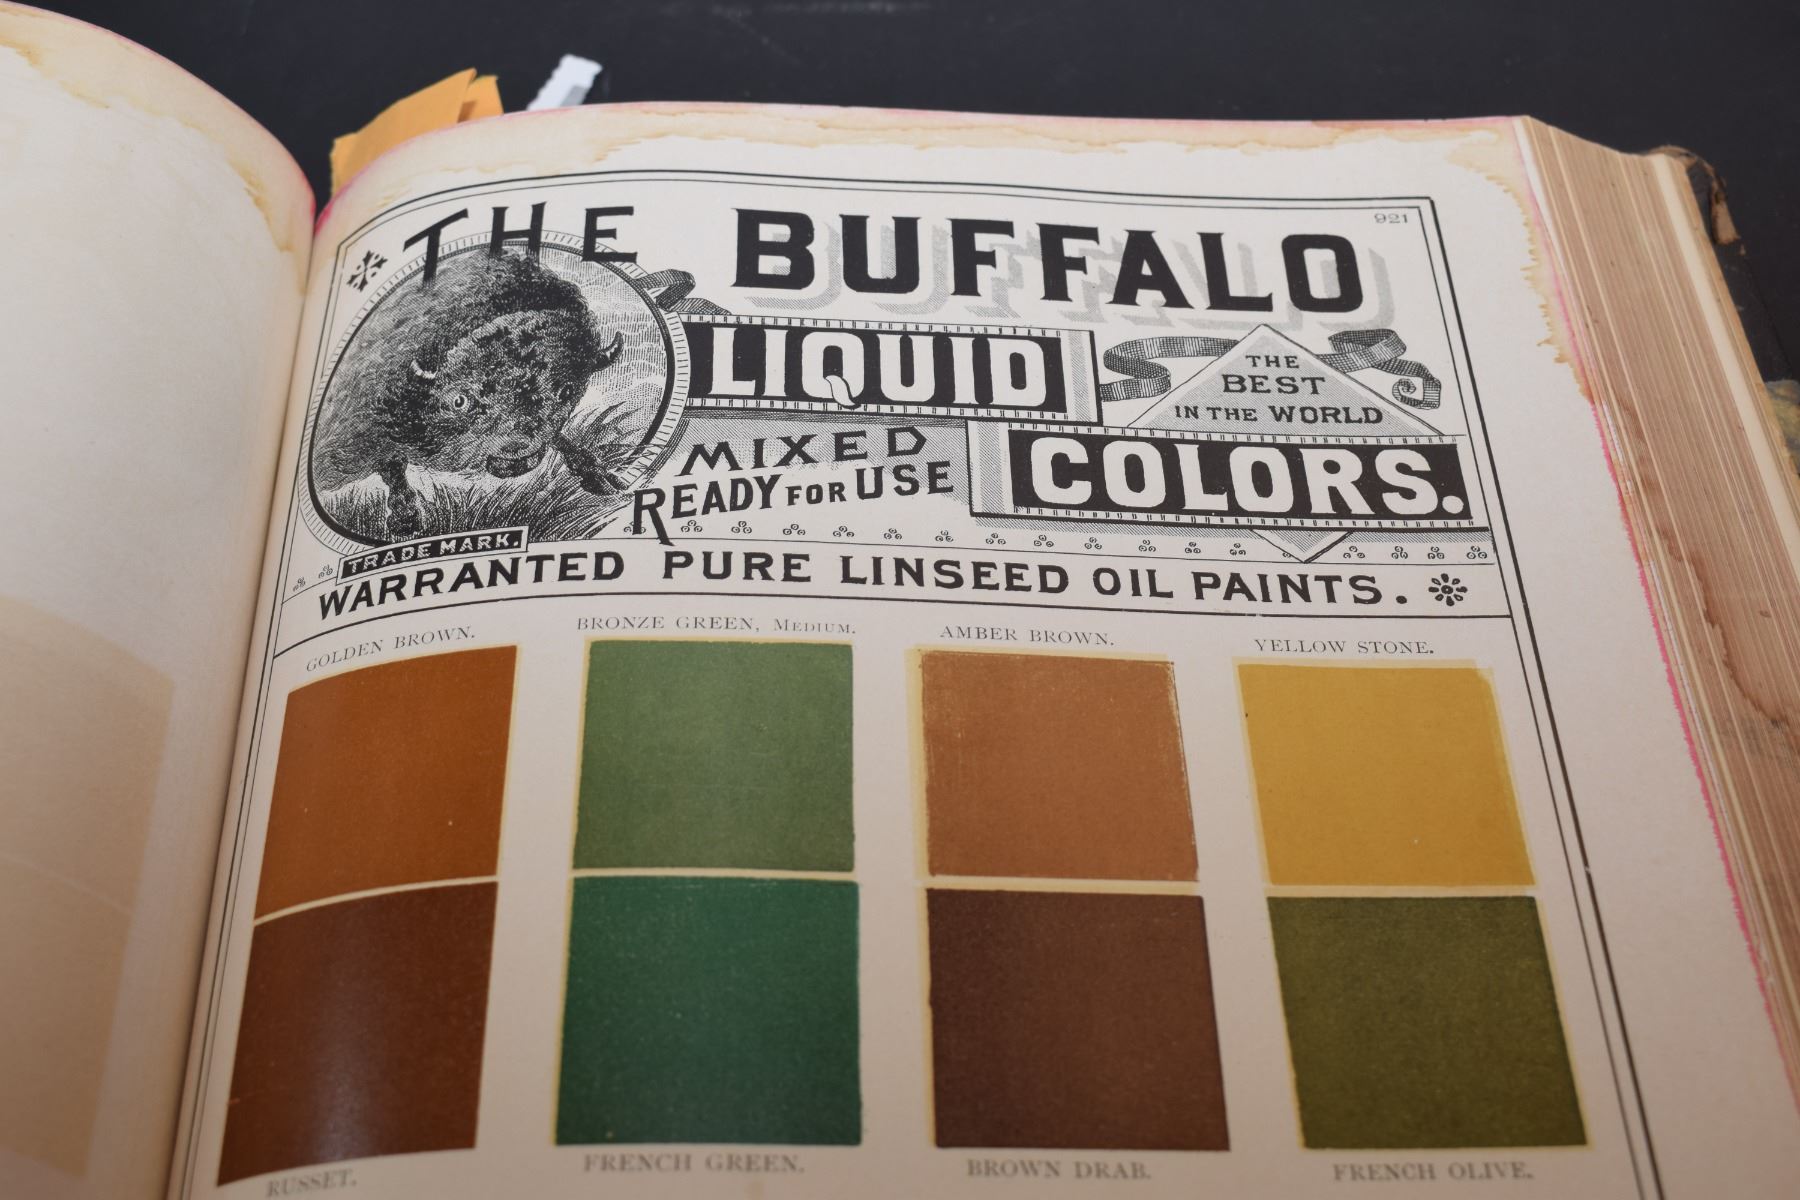 921
THE BUFFALO
LIQUID
THE
BEST
IN THE WORLD
MIXED
READY FOR USE
COLORS.
TRADE MARK.
WARRANTED PURE LINSEED OIL PAINTS.
GOLDEN BROWN. BRONZE GREEN, MEDIUM. AMBER BROWN. YELLOW STONE.
RUSSET. FRENCH GREEN. BROWN DRAB. FRENCH OLIVE.